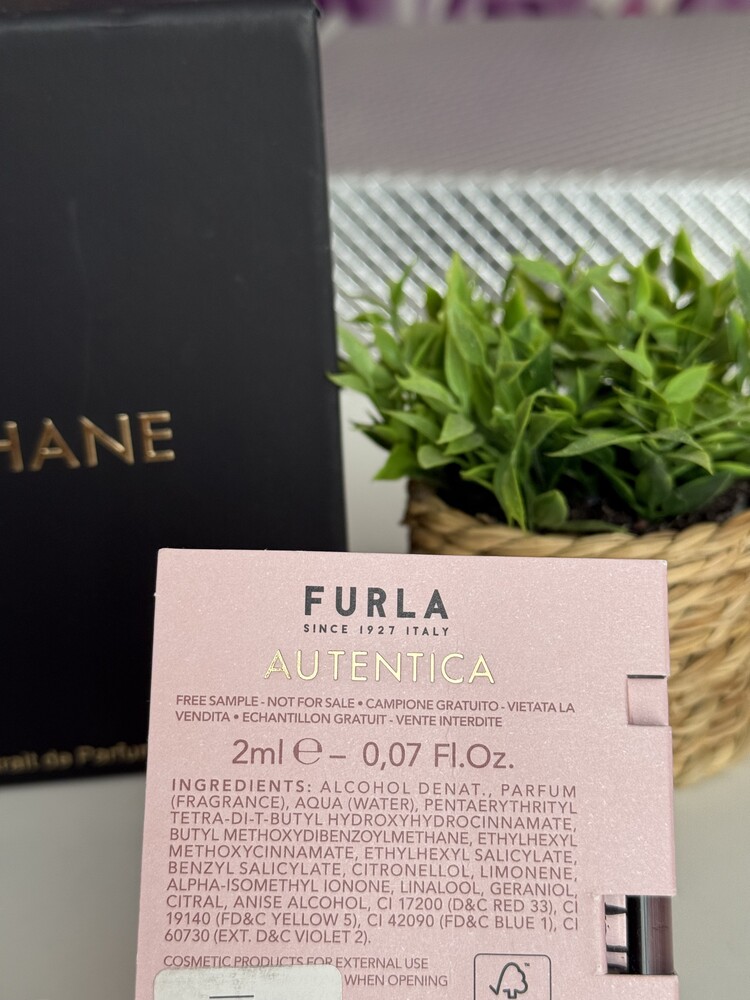 HANE
rait de Parfum
FURLA
SINCE 1927 ITALY
AUTENTICA
FREE SAMPLE - NOT FOR SALE • CAMPIONE GRATUITO - VIETATA LA
VENDITA • ECHANTILLON GRATUIT - VENTE INTERDITE
2ml ℮ – 0,07 Fl.Oz.
INGREDIENTS: ALCOHOL DENAT., PARFUM
(FRAGRANCE), AQUA (WATER), PENTAERYTHRITYL
TETRA-DI-T-BUTYL HYDROXYHYDROCINNAMATE,
BUTYL METHOXYDIBENZOYLMETHANE, ETHYLHEXYL
METHOXYCINNAMATE, ETHYLHEXYL SALICYLATE,
BENZYL SALICYLATE, CITRONELLOL, LIMONENE,
ALPHA-ISOMETHYL IONONE, LINALOOL, GERANIOL,
CITRAL, ANISE ALCOHOL, CI 17200 (D&C RED 33), CI
19140 (FD&C YELLOW 5), CI 42090 (FD&C BLUE 1), CI
60730 (EXT. D&C VIOLET 2).
COSMETIC PRODUCTS FOR EXTERNAL USE
WHEN OPENING